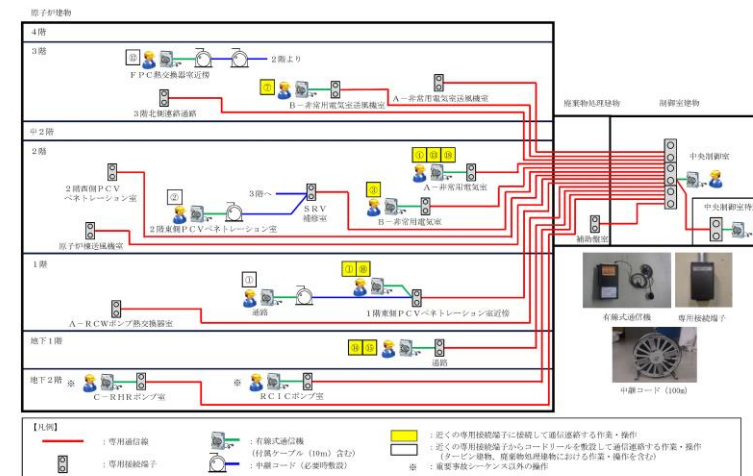 原子炉建物
4階
3階
⑫
2階より
FPC熱交換器室近傍
⑦
B－非常用電気室送風機室
A－非常用電気室送風機室
3階北側連絡通路
廃棄物処理建物
制御室建物
中2階
2階
中央制御室
2階西側PCV
ペネトレーション室
②
3階へ
2階東側PCVペネトレーション室
SRV
補修室
③
A－非常用電気室
B－非常用電気室
原子炉棟送風機室
補助盤室
1階
①
通路
1階東側PCVペネトレーション室近傍
A－RCWポンプ熱交換器室
有線式通信機
専用接続端子
地下1階
通路
中継コード（100m）
地下2階
※
C－RHRポンプ室
※
RCICポンプ室
【凡例】
：専用通信線
：専用接続端子
：有線式通信機
（付属ケーブル（10m）含む）
：中継コード（必要時敷設）
：近くの専用接続端子に接続して通信連絡する作業・操作
：近くの専用接続端子からコードリールを敷設して通信連絡する作業・操作
（タービン建物，廃棄物処理建物における作業・操作を含む）
※ ：重要事故シーケンス以外の操作